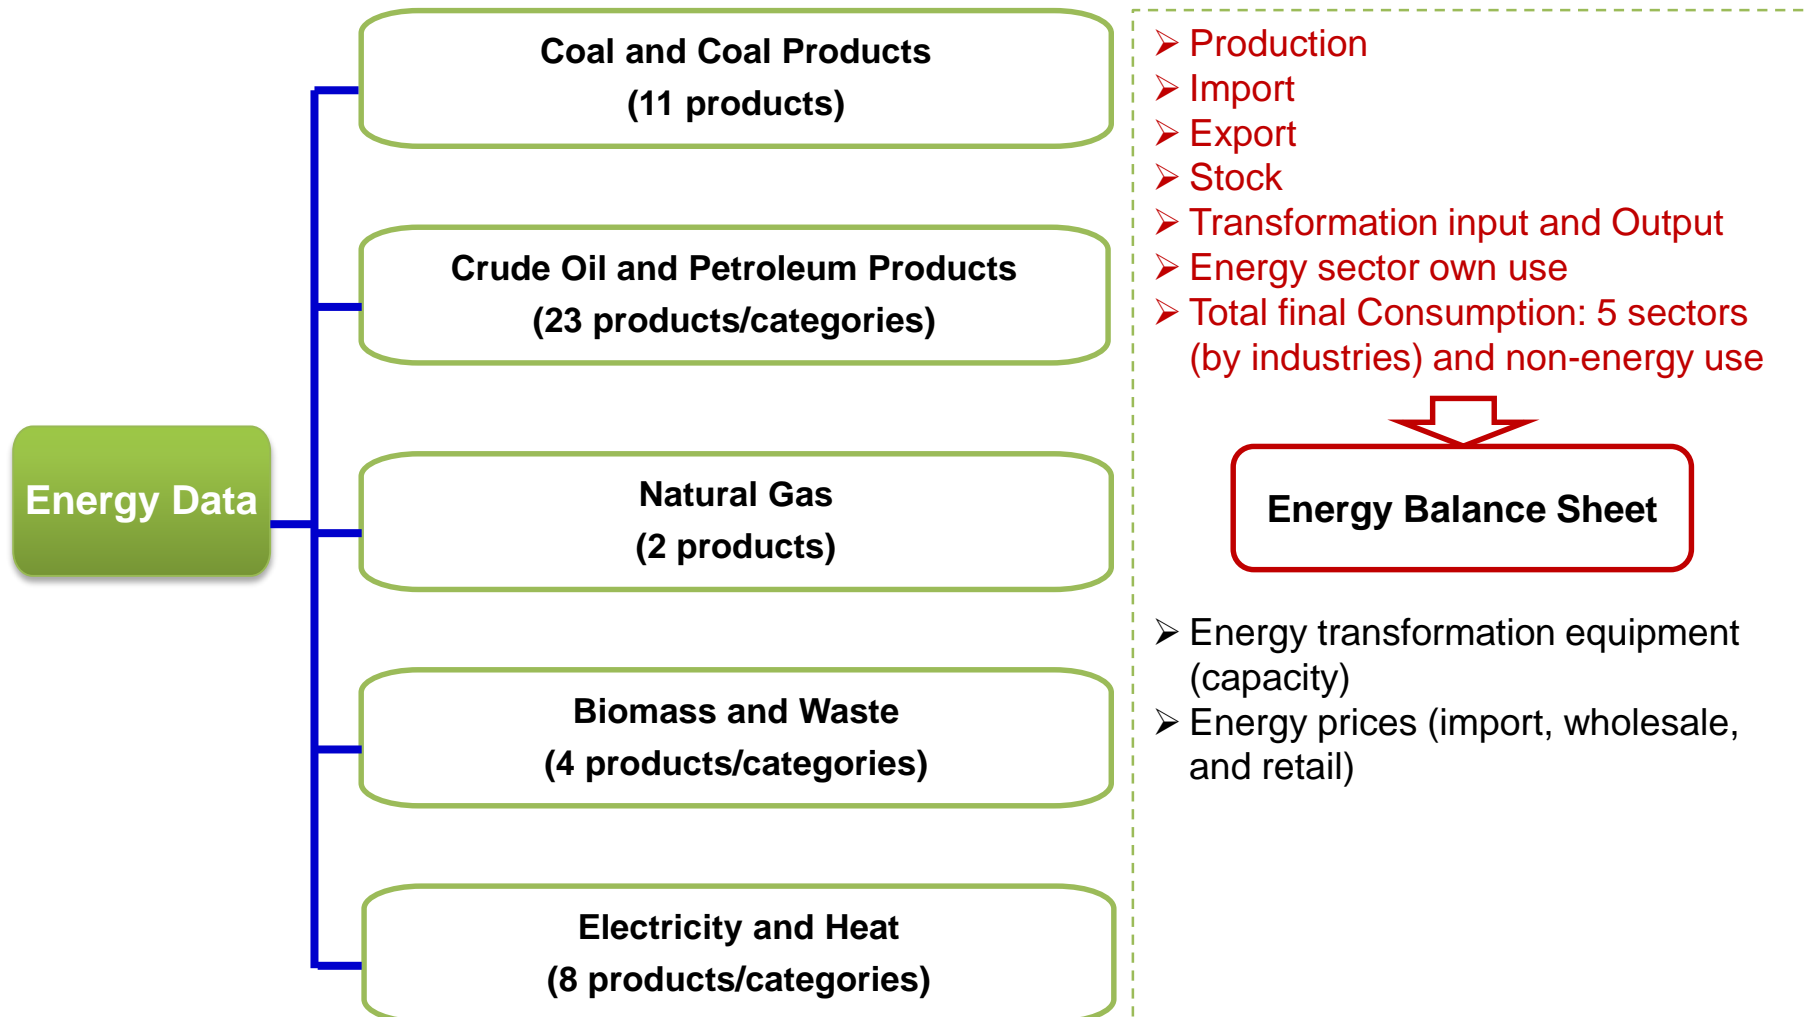 Energy Data
Coal and Coal Products
(11 products)
Crude Oil and Petroleum Products
(23 products/categories)
Natural Gas
(2 products)
Biomass and Waste
(4 products/categories)
Electricity and Heat
(8 products/categories)
➢ Production
➢ Import
➢ Export
➢ Stock
➢ Transformation input and Output
➢ Energy sector own use
➢ Total final Consumption: 5 sectors
(by industries) and non-energy use
Energy Balance Sheet
➢ Energy transformation equipment
(capacity)
➢ Energy prices (import, wholesale,
and retail)